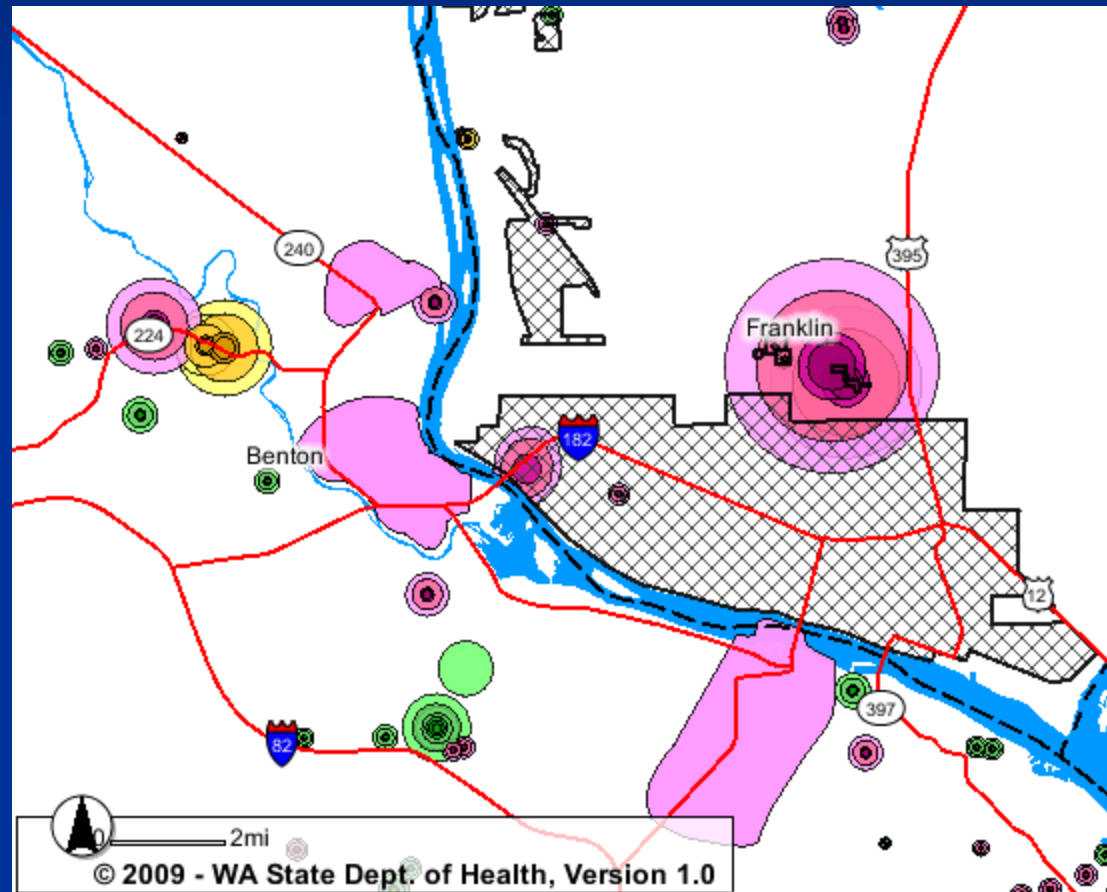 240
395
Franklin
224
182
Benton
12
397
82
0 2mi
© 2009 - WA State Dept. of Health, Version 1.0